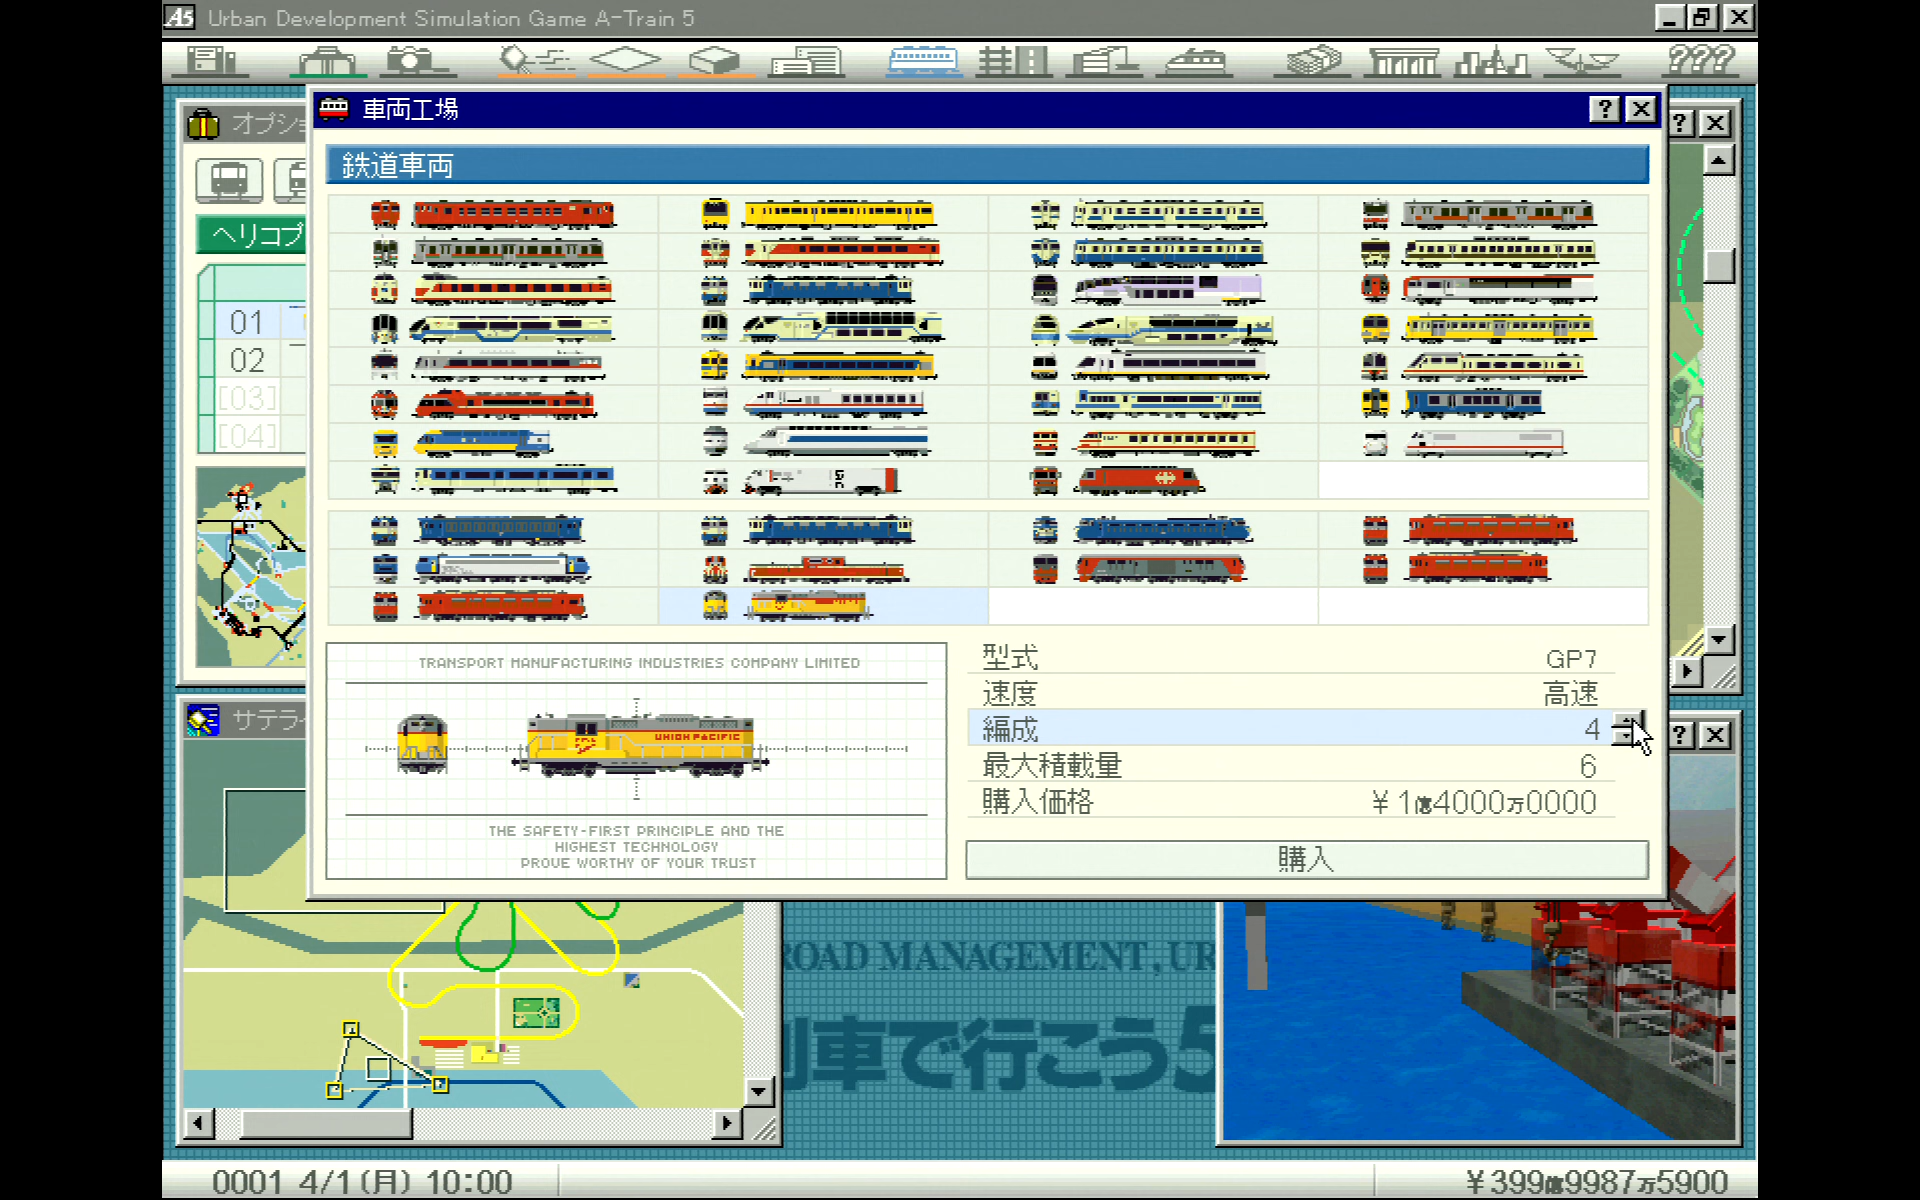 A5 Urban Development Simulation Game A-Train 5
???
車両工場
?
鉄道車両
オプショ
?
ヘリコプ
01
02
[03]
[04]
TRANSPORT MANUFACTURING INDUSTRIES COMPANY LIMITED
UNION PACIFIC
THE SAFETY-FIRST PRINCIPLE AND THE
HIGHEST TECHNOLOGY
PROVE WORTHY OF YOUR TRUST
型式 GP7
速度 高速
編成 4
最大積載量 6
購入価格 ¥1億4000万0000
購入
サテライ
?
ROAD MANAGEMENT, UR
列車で行こう5
0001 4/1(月) 10:00
¥399億9987万5900